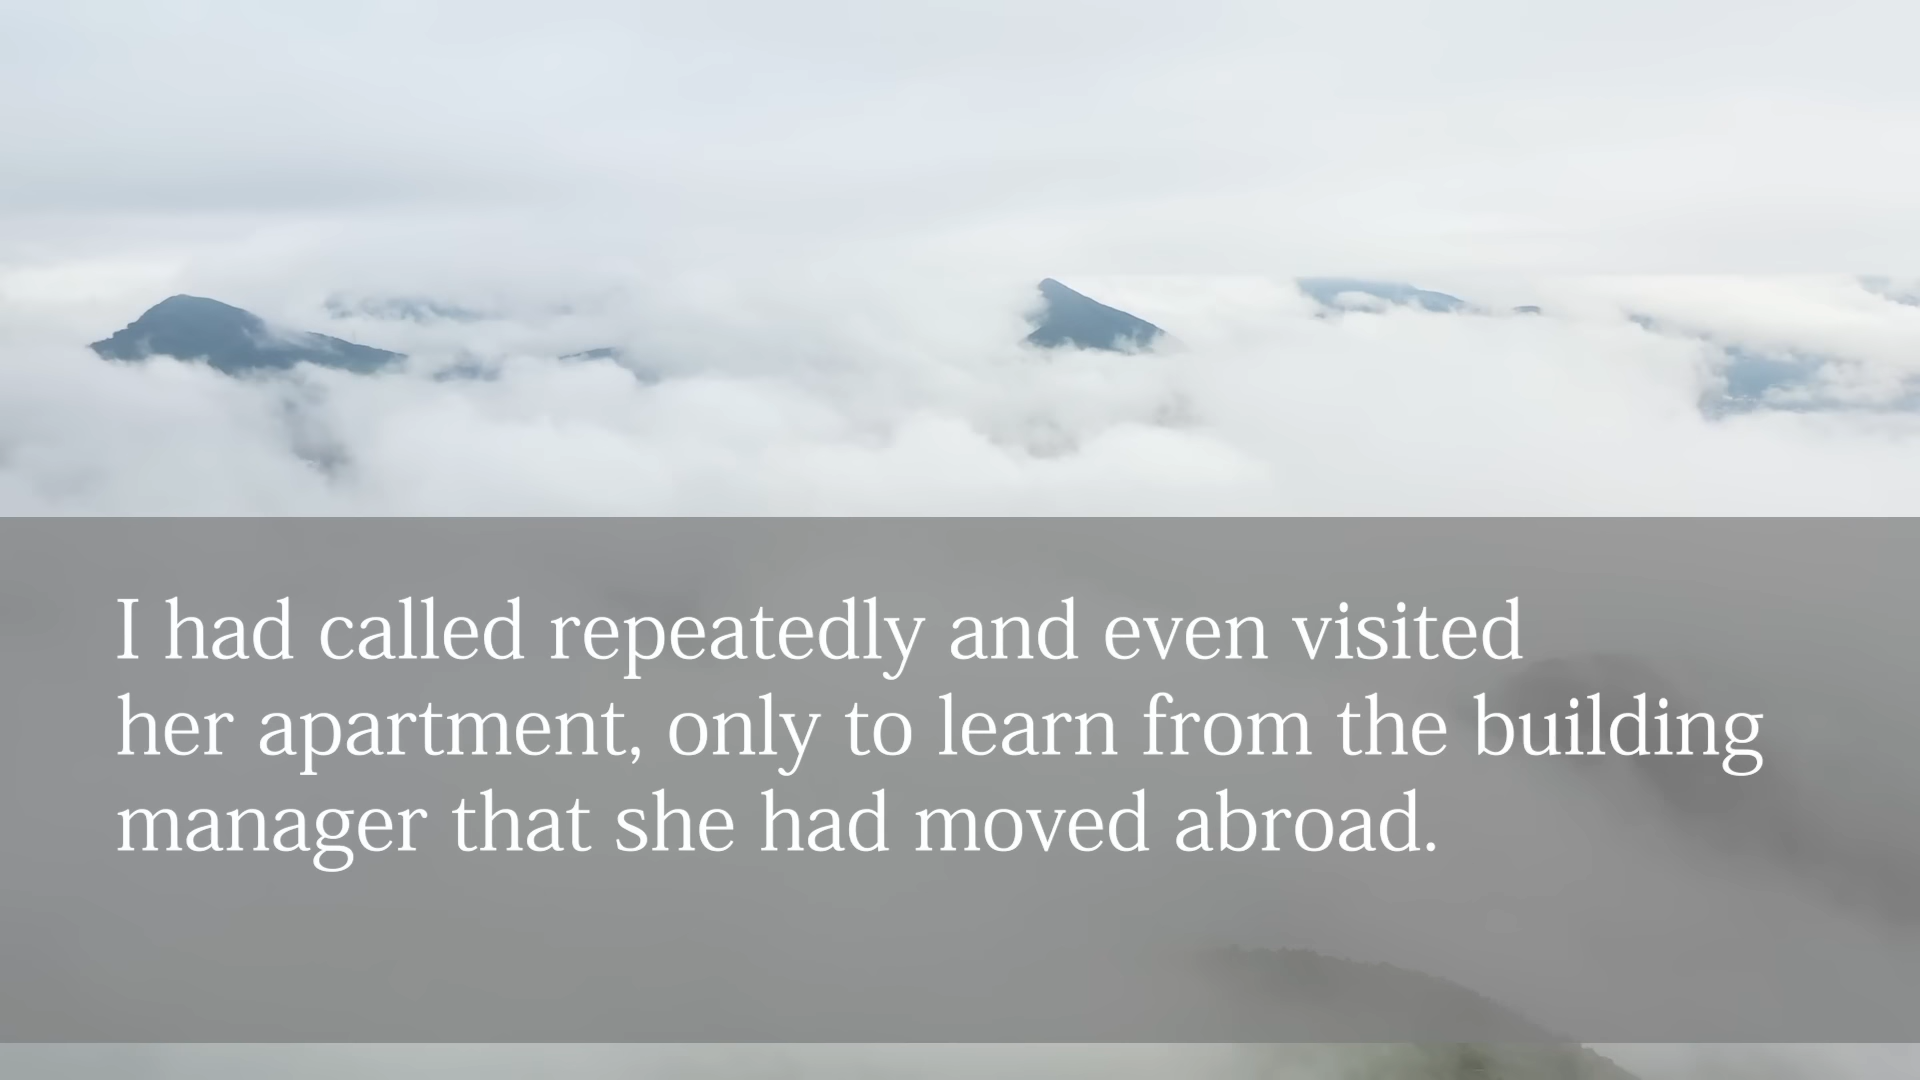 I had called repeatedly and even visited
her apartment, only to learn from the building
manager that she had moved abroad.